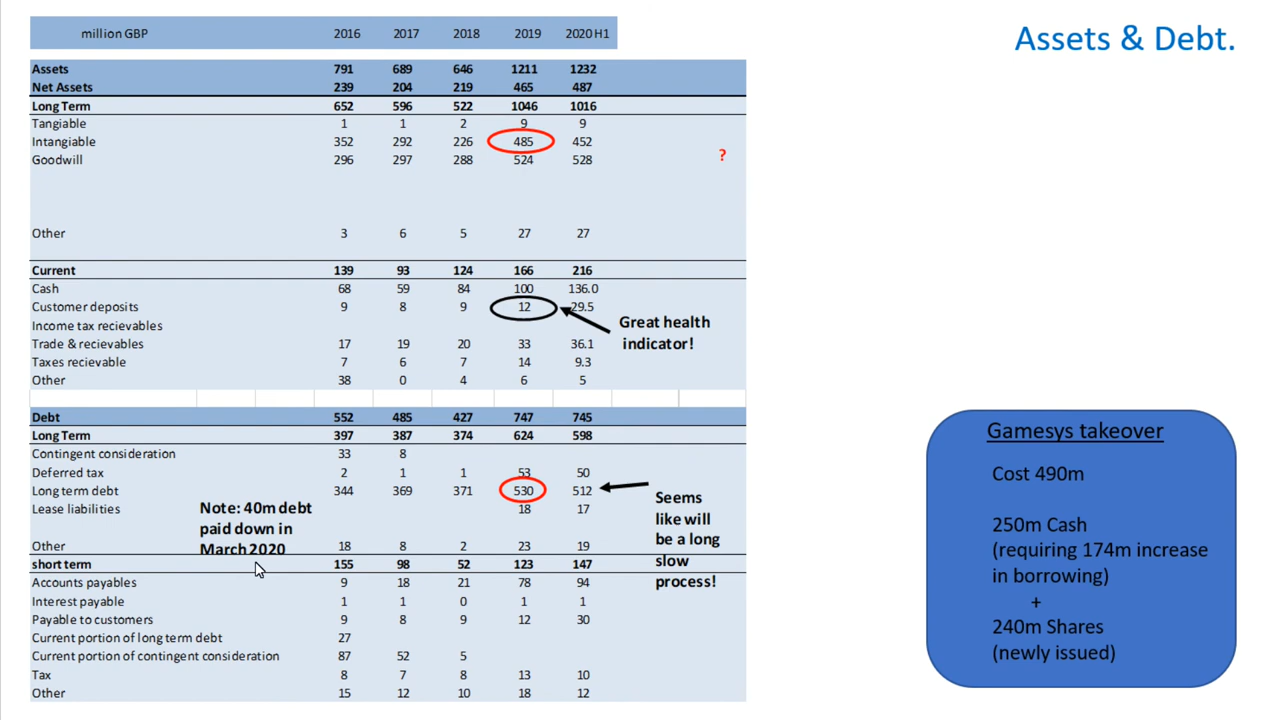 Assets & Debt.
million GBP 2016 2017 2018 2019 2020 H1
Assets 791 689 646 1211 1232
Net Assets 239 204 219 465 487
Long Term 652 596 522 1046 1016
Tangiable 1 1 2 9 9
Intangiable 352 292 226 485 452
Goodwill 296 297 288 524 528
?
Other 3 6 5 27 27
Current 139 93 124 166 216
Cash 68 59 84 100 136.0
Customer deposits 9 8 9 12 29.5
Income tax recievables
Trade & recievables 17 19 20 33 36.1
Taxes recievable 7 6 7 14 9.3
Other 38 0 4 6 5
Great health
indicator!
Debt 552 485 427 747 745
Long Term 397 387 374 624 598
Contingent consideration 33 8
Deferred tax 2 1 1 53 50
Long term debt 344 369 371 530 512
Lease liabilities 18 17
Other 18 8 2 23 19
Note: 40m debt
paid down in
March 2020
Seems
like will
be a long
slow
process!
short term 155 98 52 123 147
Accounts payables 9 18 21 78 94
Interest payable 1 1 0 1 1
Payable to customers 9 8 9 12 30
Current portion of long term debt 27
Current portion of contingent consideration 87 52 5
Tax 8 7 8 13 10
Other 15 12 10 18 12
Gamesys takeover
Cost 490m
250m Cash
(requiring 174m increase
in borrowing)
+
240m Shares
(newly issued)